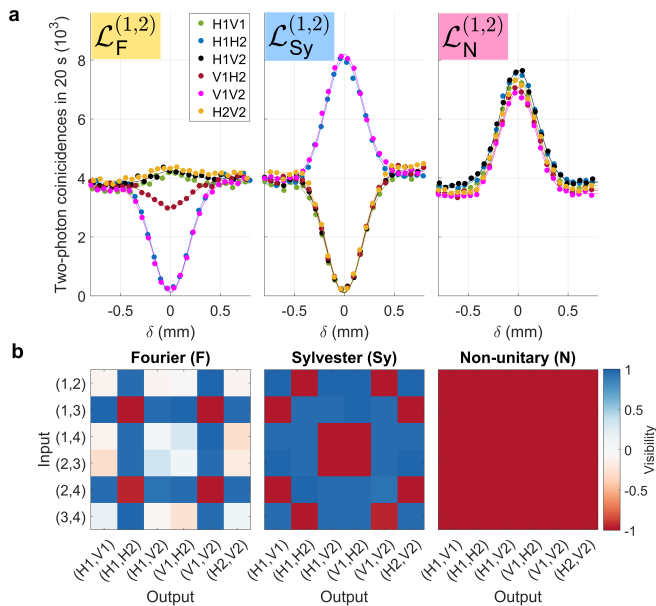 a
ℒ_F^(1,2)
H1V1
H1H2
H1V2
V1H2
V1V2
H2V2
ℒ_Sy^(1,2)
ℒ_N^(1,2)
Two-photon coinicidences in 20 s (10³)
8
6
4
2
0
-0.5 0 0.5
-0.5 0 0.5
-0.5 0 0.5
δ (mm)
δ (mm)
δ (mm)
b
Fourier (F)
Sylvester (Sy)
Non-unitary (N)
Input
(1,2)
(1,3)
(1,4)
(2,3)
(2,4)
(3,4)
1
0.5
0
-0.5
-1
Visibility
(H1,V1) (H1,H2) (H1,V2) (V1,H2) (V1,V2) (H2,V2)
(H1,V1) (H1,H2) (H1,V2) (V1,H2) (V1,V2) (H2,V2)
(H1,V1) (H1,H2) (H1,V2) (V1,H2) (V1,V2) (H2,V2)
Output
Output
Output